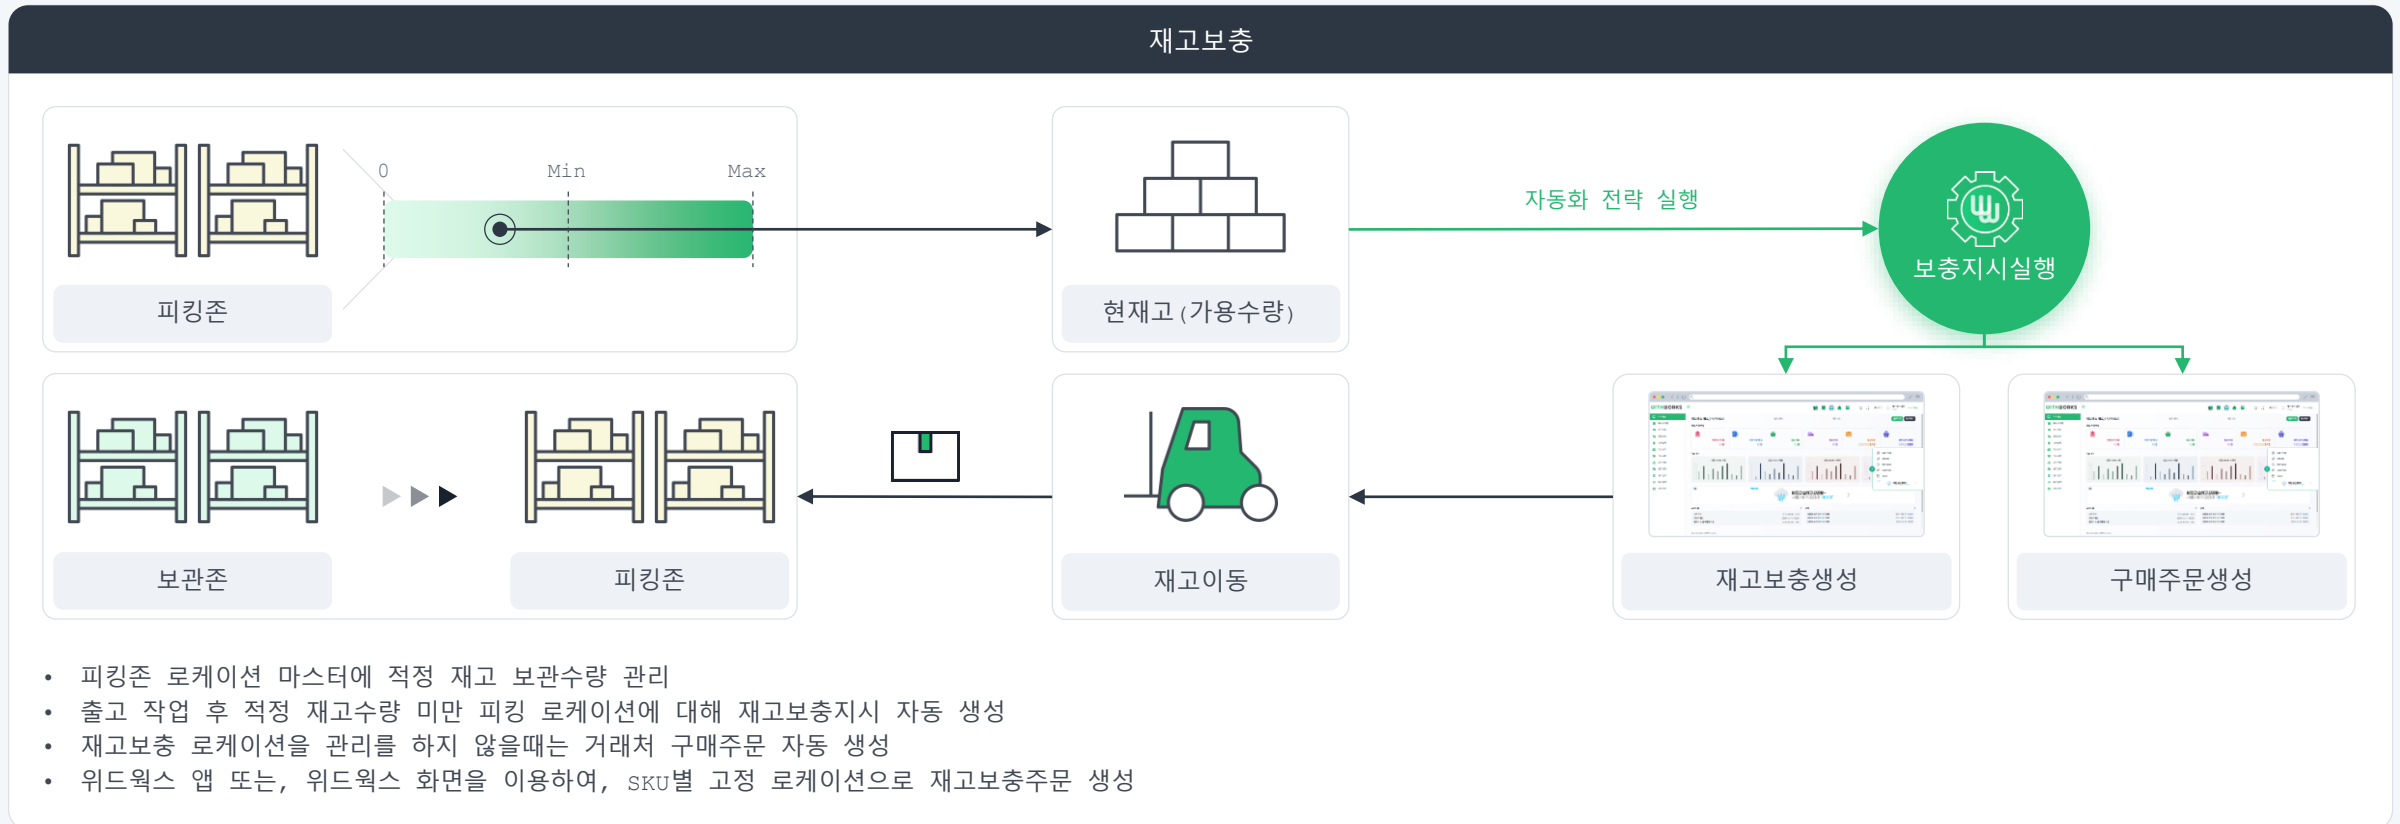 재고보충
0 Min Max
피킹존
현재고(가용수량)
자동화 전략 실행
보충지시실행
보관존
피킹존
재고이동
재고보충생성
구매주문생성
• 피킹존 로케이션 마스터에 적정 재고 보관수량 관리
• 출고 작업 후 적정 재고수량 미만 피킹 로케이션에 대해 재고보충지시 자동 생성
• 재고보충 로케이션을 관리를 하지 않을때는 거래처 구매주문 자동 생성
• 위드웍스 앱 또는, 위드웍스 화면을 이용하여, SKU별 고정 로케이션으로 재고보충주문 생성